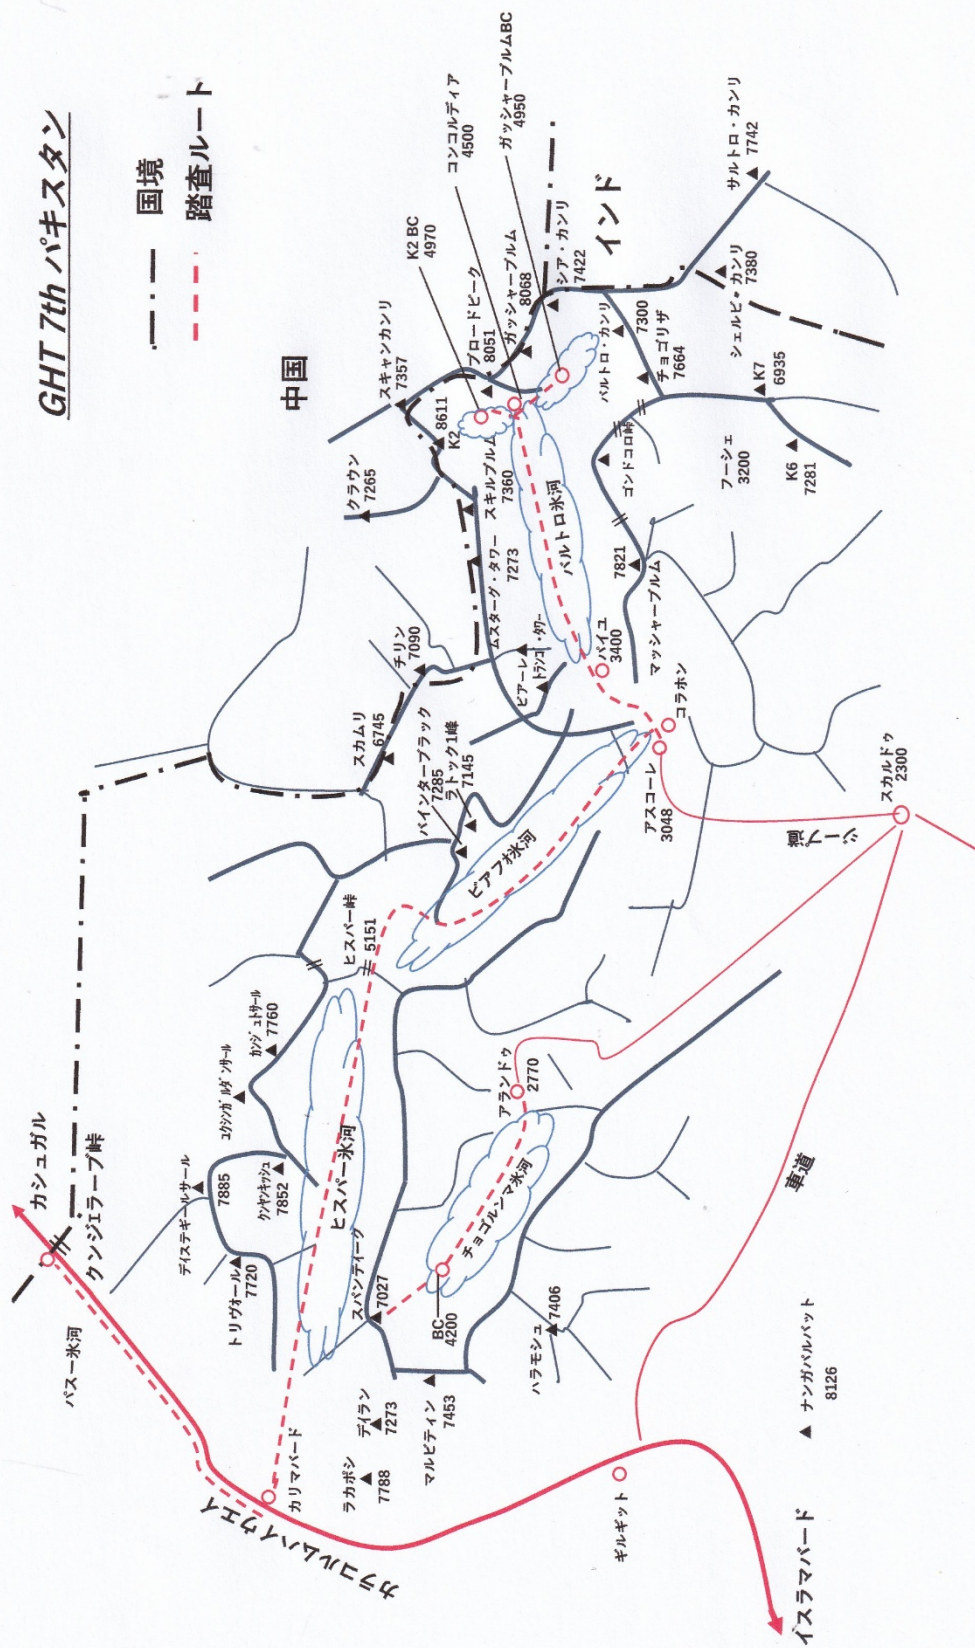 GHT 7th パキスタン
国境
踏査ルート
中国
インド
カシュガル
クンジェラーブ峠
パスー氷河
カラコルムハイウエイ
カリマバード
ラカポシ
7788
ディラン
7273
マルビティン
7453
ギルギット
イスラマバード
ナンガパルバット
8126
ディステギールサール
7885
トリヴォール
7720
クンヤンキッシュ
7852
カンジュトサール
7760
ヒスパー氷河
スパンティーク
7027
BC
4200
チョゴルンマ氷河
アランドゥ
2770
ハラモシュ
7406
車道
ジープ道
スカルドゥ
2300
ヒスパー峠
5151
ビアフォ氷河
バインターブラック
7285
ラトック1峰
7145
スカムリ
6745
チリン
7090
アスコーレ
3048
コラホン
パイユ
3400
ビアーレ
トランゴ・タワー
ムスターグ・タワー
7273
バルトロ氷河
マッシャーブルム
7821
スキルブルム
7360
クラウン
7265
K2
8611
スキャンカンリ
7357
K2 BC
4970
ブロードピーク
8051
ガッシャーブルム
8068
コンコルディア
4500
ガッシャーブルムBC
4950
シア・カンリ
7422
バルトロ・カンリ
7300
チョゴリザ
7664
ゴンドコロ峠
フーシェ
3200
K6
7281
K7
6935
シェルピ・カンリ
7380
サルトロ・カンリ
7742